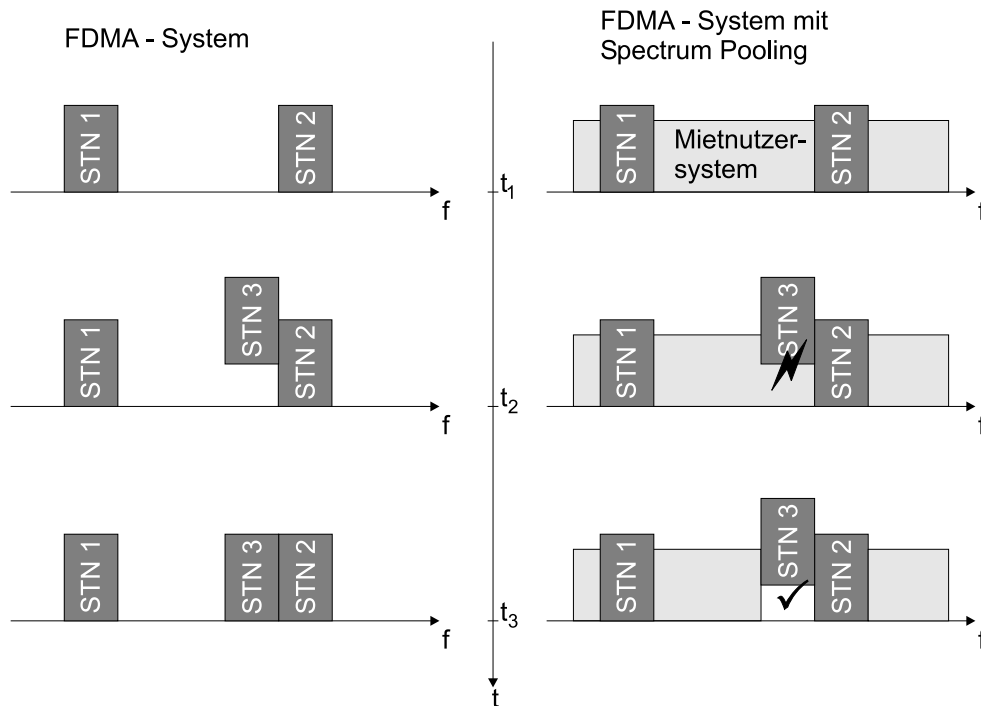 FDMA - System
FDMA - System mit
Spectrum Pooling
STN 1
STN 2
f
t1
STN 1
Mietnutzer-
system
STN 2
f
STN 1
STN 3
STN 2
f
t2
STN 1
STN 3
STN 2
f
STN 1
STN 3
STN 2
f
t3
STN 1
STN 3
STN 2
f
t